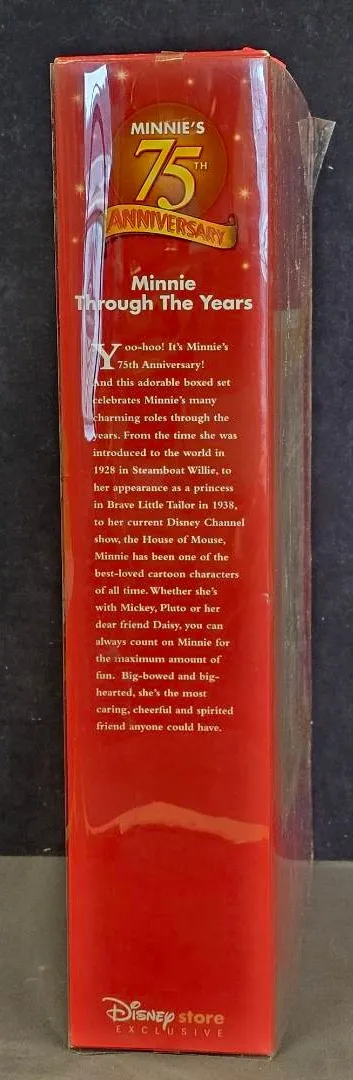 MINNIE'S
75TH
ANNIVERSARY
Minnie
Through The Years
Yoo-hoo! It's Minnie's
75th Anniversary!
And this adorable boxed set
celebrates Minnie's many
charming roles through the
years. From the time she was
introduced to the world in
1928 in Steamboat Willie, to
her appearance as a princess
in Brave Little Tailor in 1938,
to her current Disney Channel
show, the House of Mouse,
Minnie has been one of the
best-loved cartoon characters
of all time. Whether she's
with Mickey, Pluto or her
dear friend Daisy, you can
always count on Minnie for
the maximum amount of
fun. Big-bowed and big-
hearted, she's the most
caring, cheerful and spirited
friend anyone could have.
Disney store
EXCLUSIVE